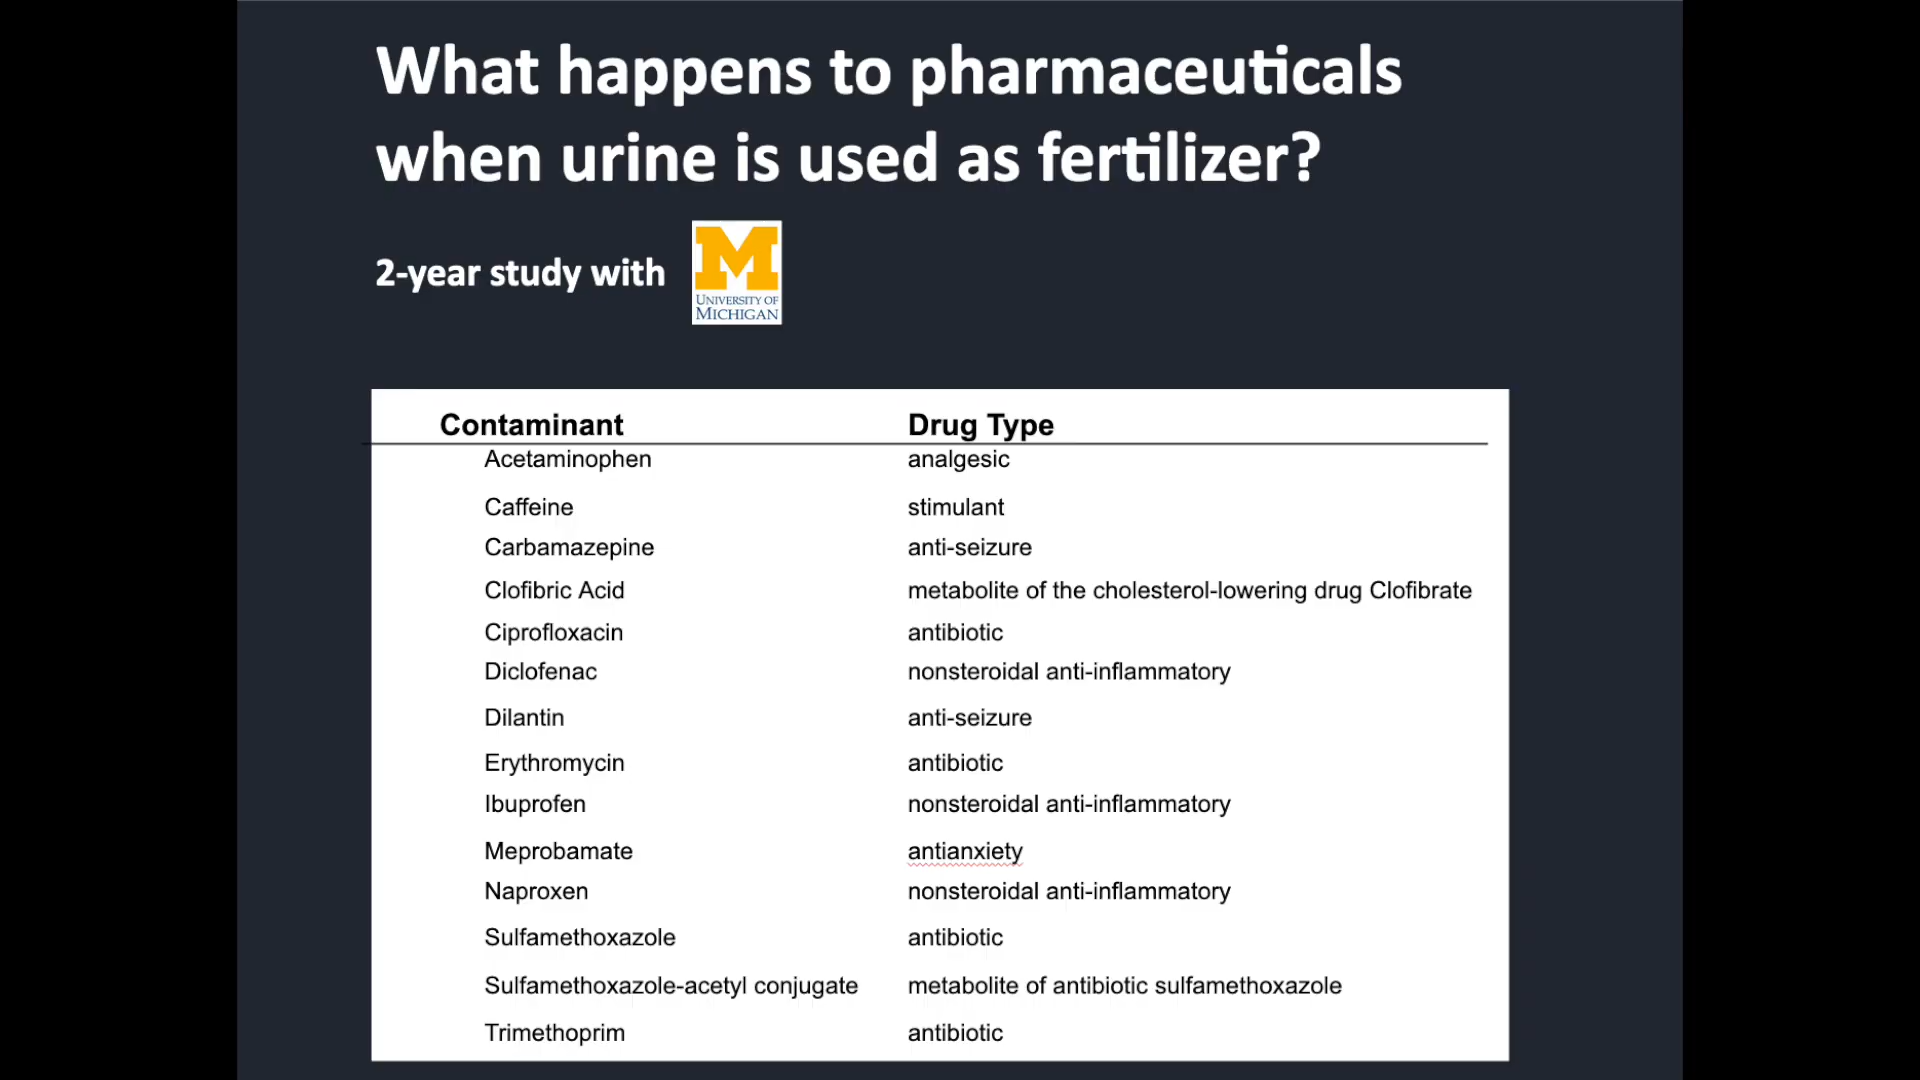 What happens to pharmaceuticals
when urine is used as fertilizer?
2-year study with
M
UNIVERSITY OF
MICHIGAN
Contaminant Drug Type
Acetaminophen analgesic
Caffeine stimulant
Carbamazepine anti-seizure
Clofibric Acid metabolite of the cholesterol-lowering drug Clofibrate
Ciprofloxacin antibiotic
Diclofenac nonsteroidal anti-inflammatory
Dilantin anti-seizure
Erythromycin antibiotic
Ibuprofen nonsteroidal anti-inflammatory
Meprobamate antianxiety
Naproxen nonsteroidal anti-inflammatory
Sulfamethoxazole antibiotic
Sulfamethoxazole-acetyl conjugate metabolite of antibiotic sulfamethoxazole
Trimethoprim antibiotic